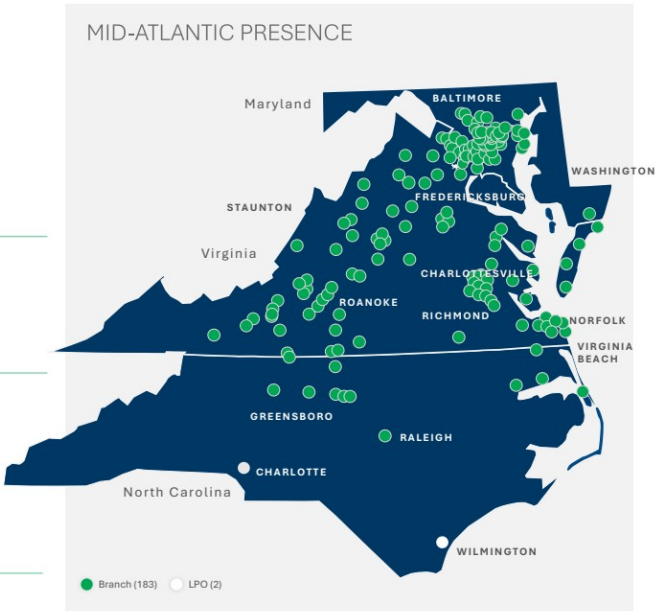 MID-ATLANTIC PRESENCE
BALTIMORE
Maryland
WASHINGTON
FREDERICKSBURG
STAUNTON
Virginia
CHARLOTTESVILLE
ROANOKE
RICHMOND
NORFOLK
VIRGINIA
BEACH
GREENSBORO
RALEIGH
CHARLOTTE
North Carolina
WILMINGTON
Branch (183) LPO (2)